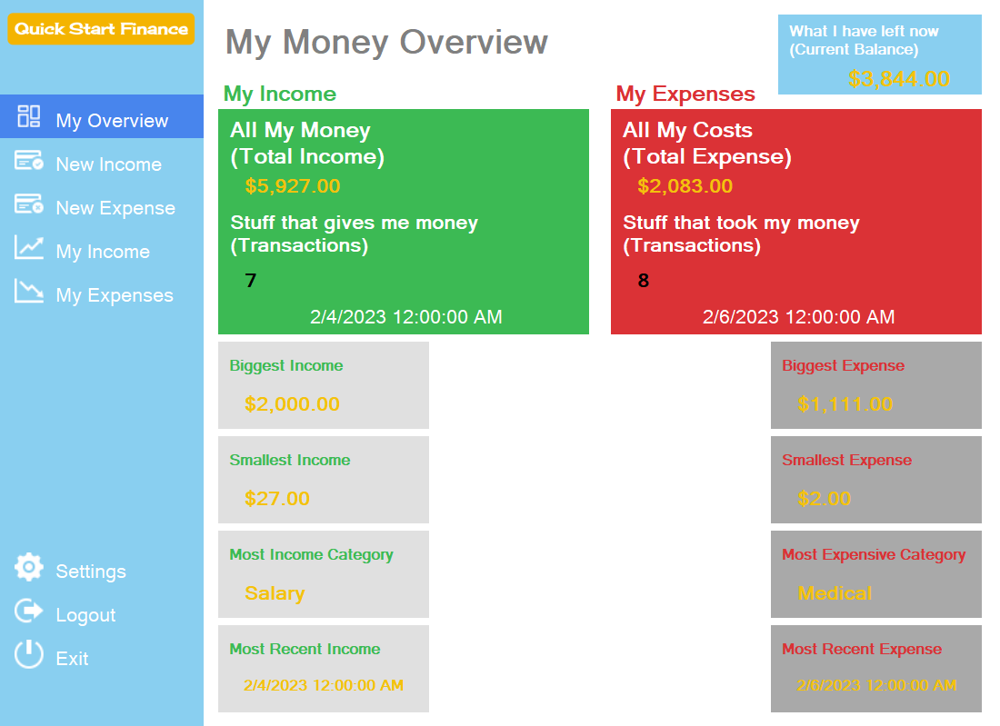 Quick Start Finance
My Overview
New Income
New Expense
My Income
My Expenses
Settings
Logout
Exit
My Money Overview
What I have left now
(Current Balance)
$3,844.00
My Income
All My Money
(Total Income)
$5,927.00
Stuff that gives me money
(Transactions)
7
2/4/2023 12:00:00 AM
Biggest Income
$2,000.00
Smallest Income
$27.00
Most Income Category
Salary
Most Recent Income
2/4/2023 12:00:00 AM
My Expenses
All My Costs
(Total Expense)
$2,083.00
Stuff that took my money
(Transactions)
8
2/6/2023 12:00:00 AM
Biggest Expense
$1,111.00
Smallest Expense
$2.00
Most Expensive Category
Medical
Most Recent Expense
2/6/2023 12:00:00 AM